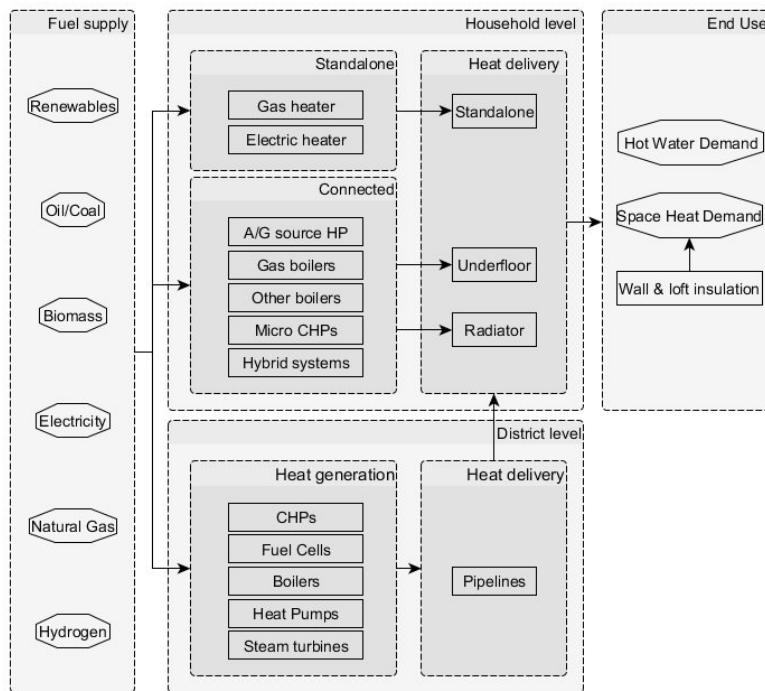 Fuel supply
Renewables
Oil/Coal
Biomass
Electricity
Natural Gas
Hydrogen
Household level
Standalone
Gas heater
Electric heater
Connected
A/G source HP
Gas boilers
Other boilers
Micro CHPs
Hybrid systems
Heat delivery
Standalone
Underfloor
Radiator
District level
Heat generation
CHPs
Fuel Cells
Boilers
Heat Pumps
Steam turbines
Heat delivery
Pipelines
End Use
Hot Water Demand
Space Heat Demand
Wall & loft insulation